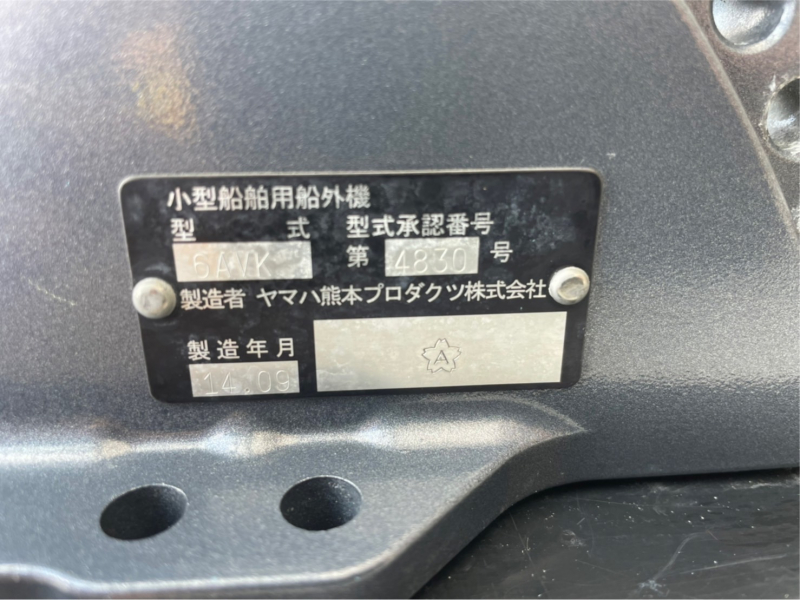 小型船舶用船外機
型 式 型式承認番号
6AVK 第 4830 号
製造者 ヤマハ熊本プロダクツ株式会社
製造年月
14.09
A